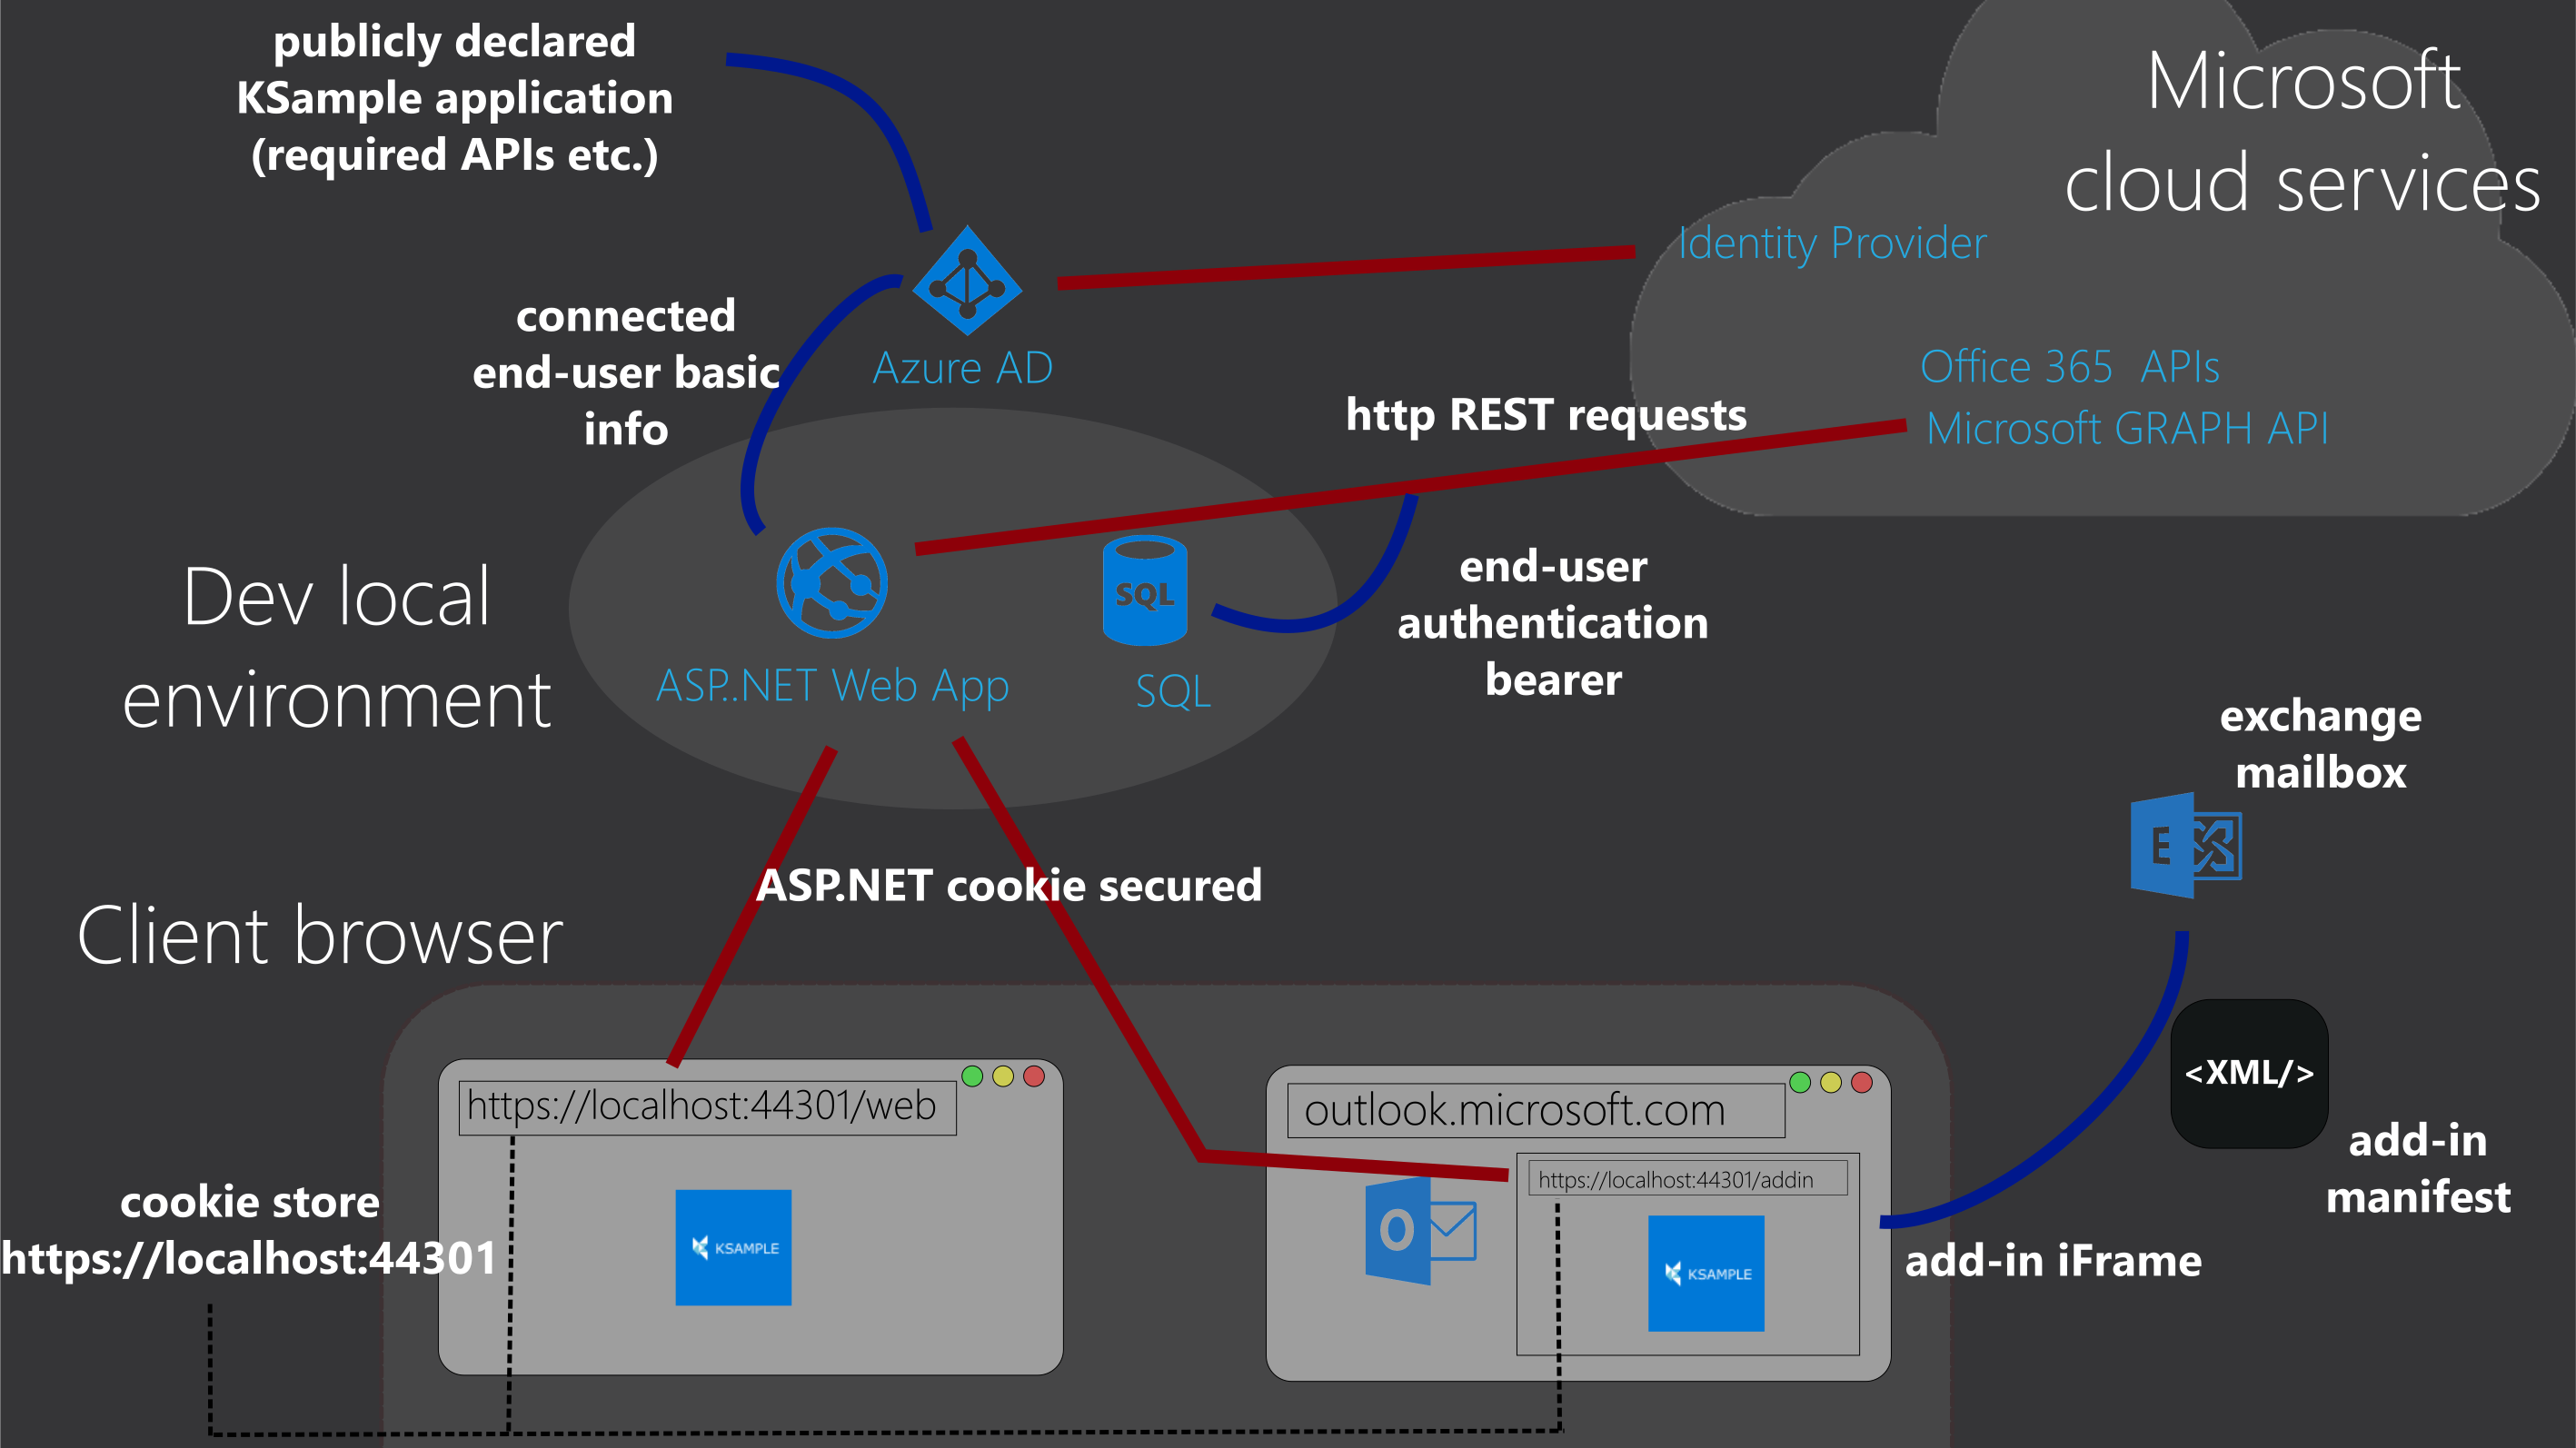 publicly declared
KSample application
(required APIs etc.)
Microsoft
cloud services
Identity Provider
connected
end-user basic
info
Azure AD
Office 365  APIs
Microsoft GRAPH API
http REST requests
Dev local
environment
SQL
ASP..NET Web App
SQL
end-user
authentication
bearer
exchange
mailbox
E
ASP.NET cookie secured
Client browser
<XML/>
add-in
manifest
https://localhost:44301/web
outlook.microsoft.com
https://localhost:44301/addin
cookie store
https://localhost:44301
KSAMPLE
O
KSAMPLE
add-in iFrame